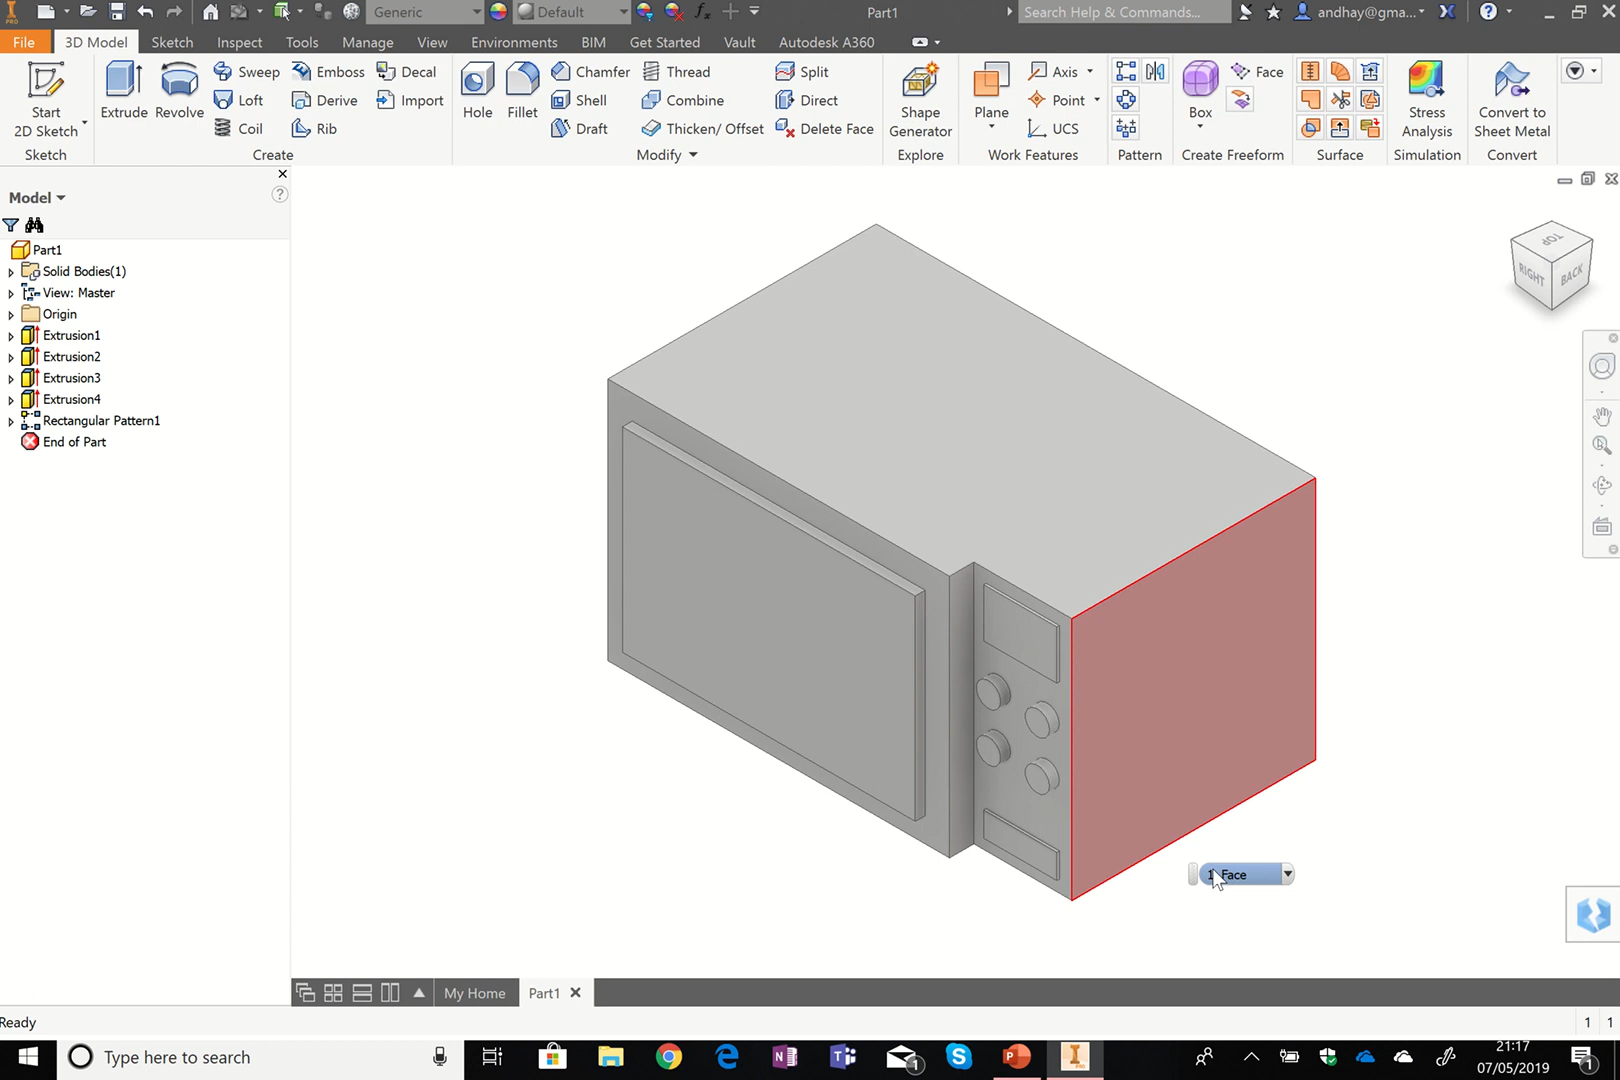 PRO Generic Default fx Part1 Search Help & Commands... andhay@gma...
File 3D Model Sketch Inspect Tools Manage View Environments BIM Get Started Vault Autodesk A360
Start
2D Sketch
Sketch
Extrude Revolve Sweep Emboss Decal
Loft Derive Import
Coil Rib
Create
Hole Fillet Chamfer Thread Split
Shell Combine Direct
Draft Thicken/ Offset Delete Face
Modify
Shape
Generator
Explore
Plane Axis
Point
UCS
Work Features
Pattern
Box Face
Create Freeform
Surface
Stress
Analysis
Simulation
Convert to
Sheet Metal
Convert
Model
Part1
Solid Bodies(1)
View: Master
Origin
Extrusion1
Extrusion2
Extrusion3
Extrusion4
Rectangular Pattern1
End of Part
TOP
RIGHT BACK
1. Face
My Home Part1
Ready 1 1
Type here to search
1
PRO
21:17
07/05/2019
1